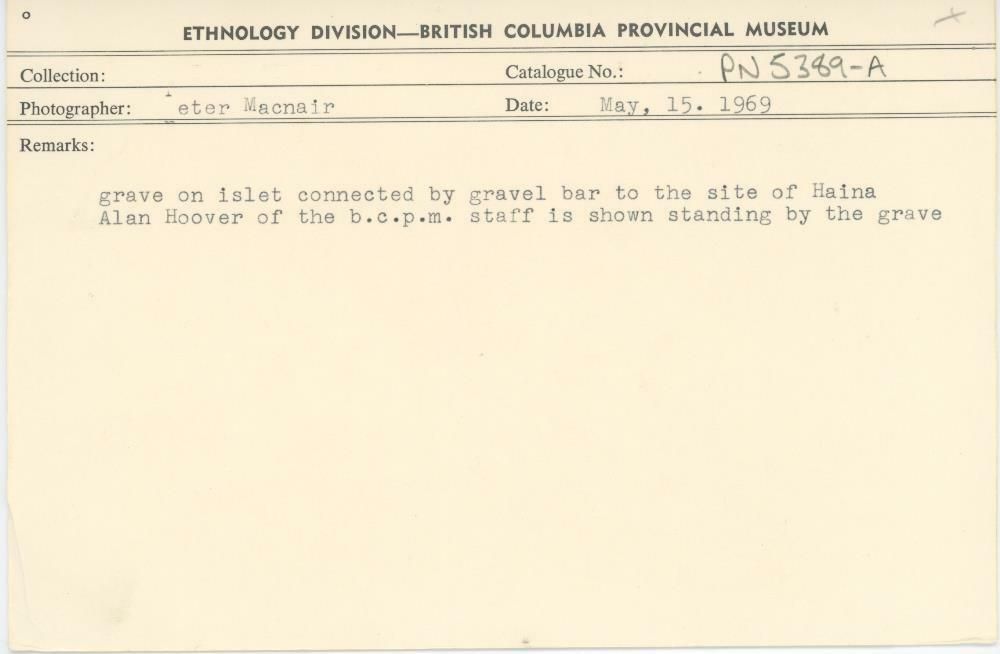 ETHNOLOGY DIVISION—BRITISH COLUMBIA PROVINCIAL MUSEUM
Collection: Catalogue No.: PN 5389-A
Photographer: eter Macnair Date: May, 15. 1969
Remarks:
grave on islet connected by gravel bar to the site of Haina
Alan Hoover of the b.c.p.m. staff is shown standing by the grave